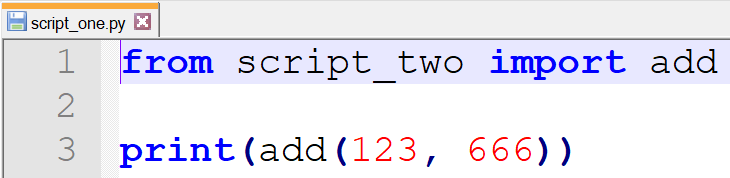 script_one.py
1 from script_two import add
2
3 print(add(123, 666))